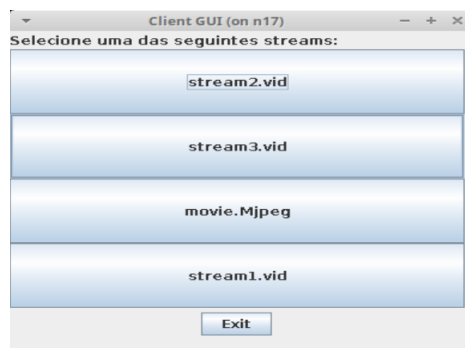 Client GUI (on n17)
Selecione uma das seguintes streams:
stream2.vid
stream3.vid
movie.Mjpeg
stream1.vid
Exit